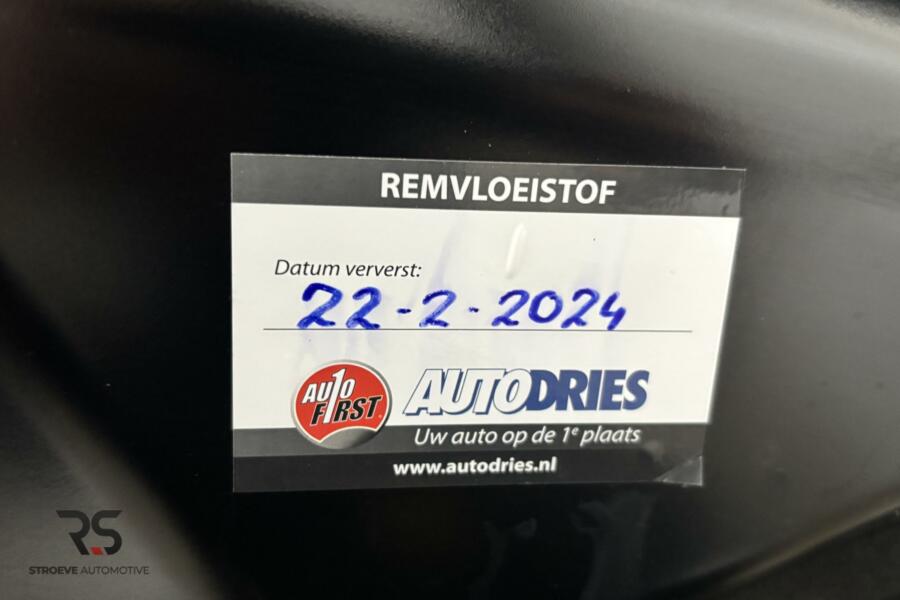 REMVLOEISTOF
Datum ververst:
22-2-2024
AUTO F1RST
AUTODRIES
Uw auto op de 1e plaats
www.autodries.nl
RS
STROEVE AUTOMOTIVE